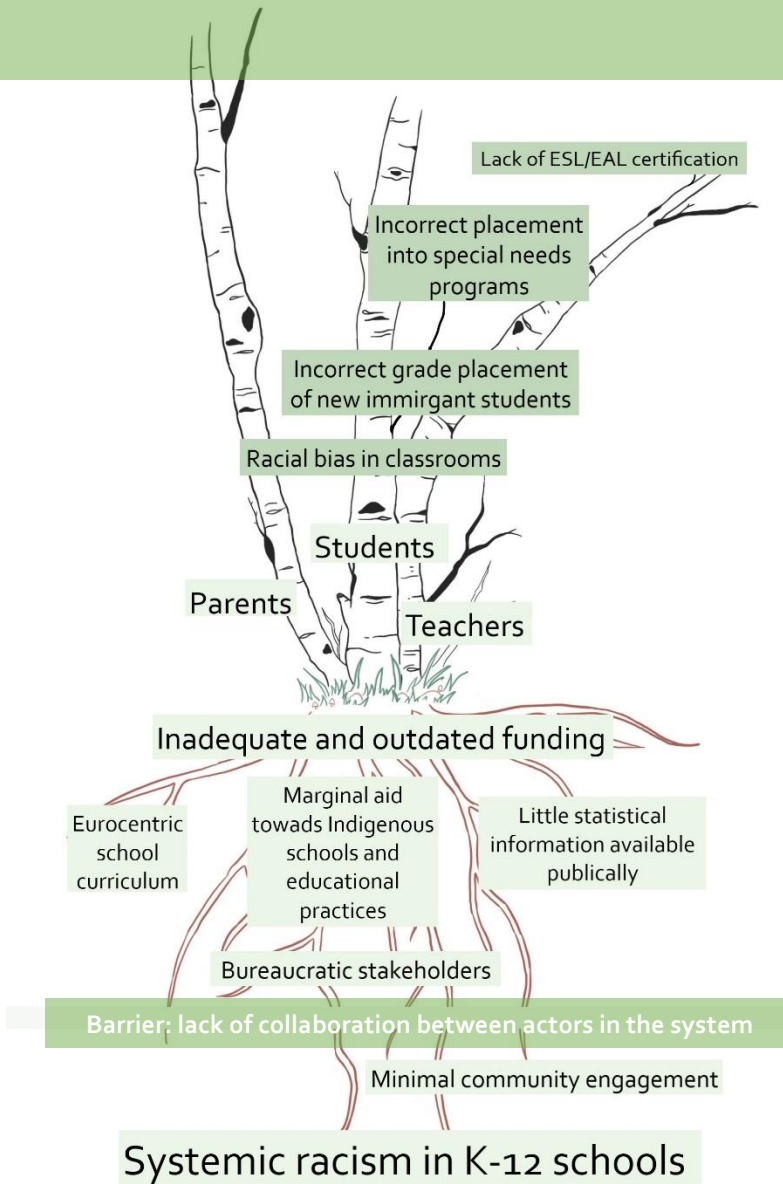 Lack of ESL/EAL certification
Incorrect placement
into special needs
programs
Incorrect grade placement
of new immirgant students
Racial bias in classrooms
Students
Parents
Teachers
Inadequate and outdated funding
Eurocentric
school
curriculum
Marginal aid
towads Indigenous
schools and
educational
practices
Little statistical
information available
publically
Bureaucratic stakeholders
Barrier: lack of collaboration between actors in the system
Minimal community engagement
Systemic racism in K-12 schools